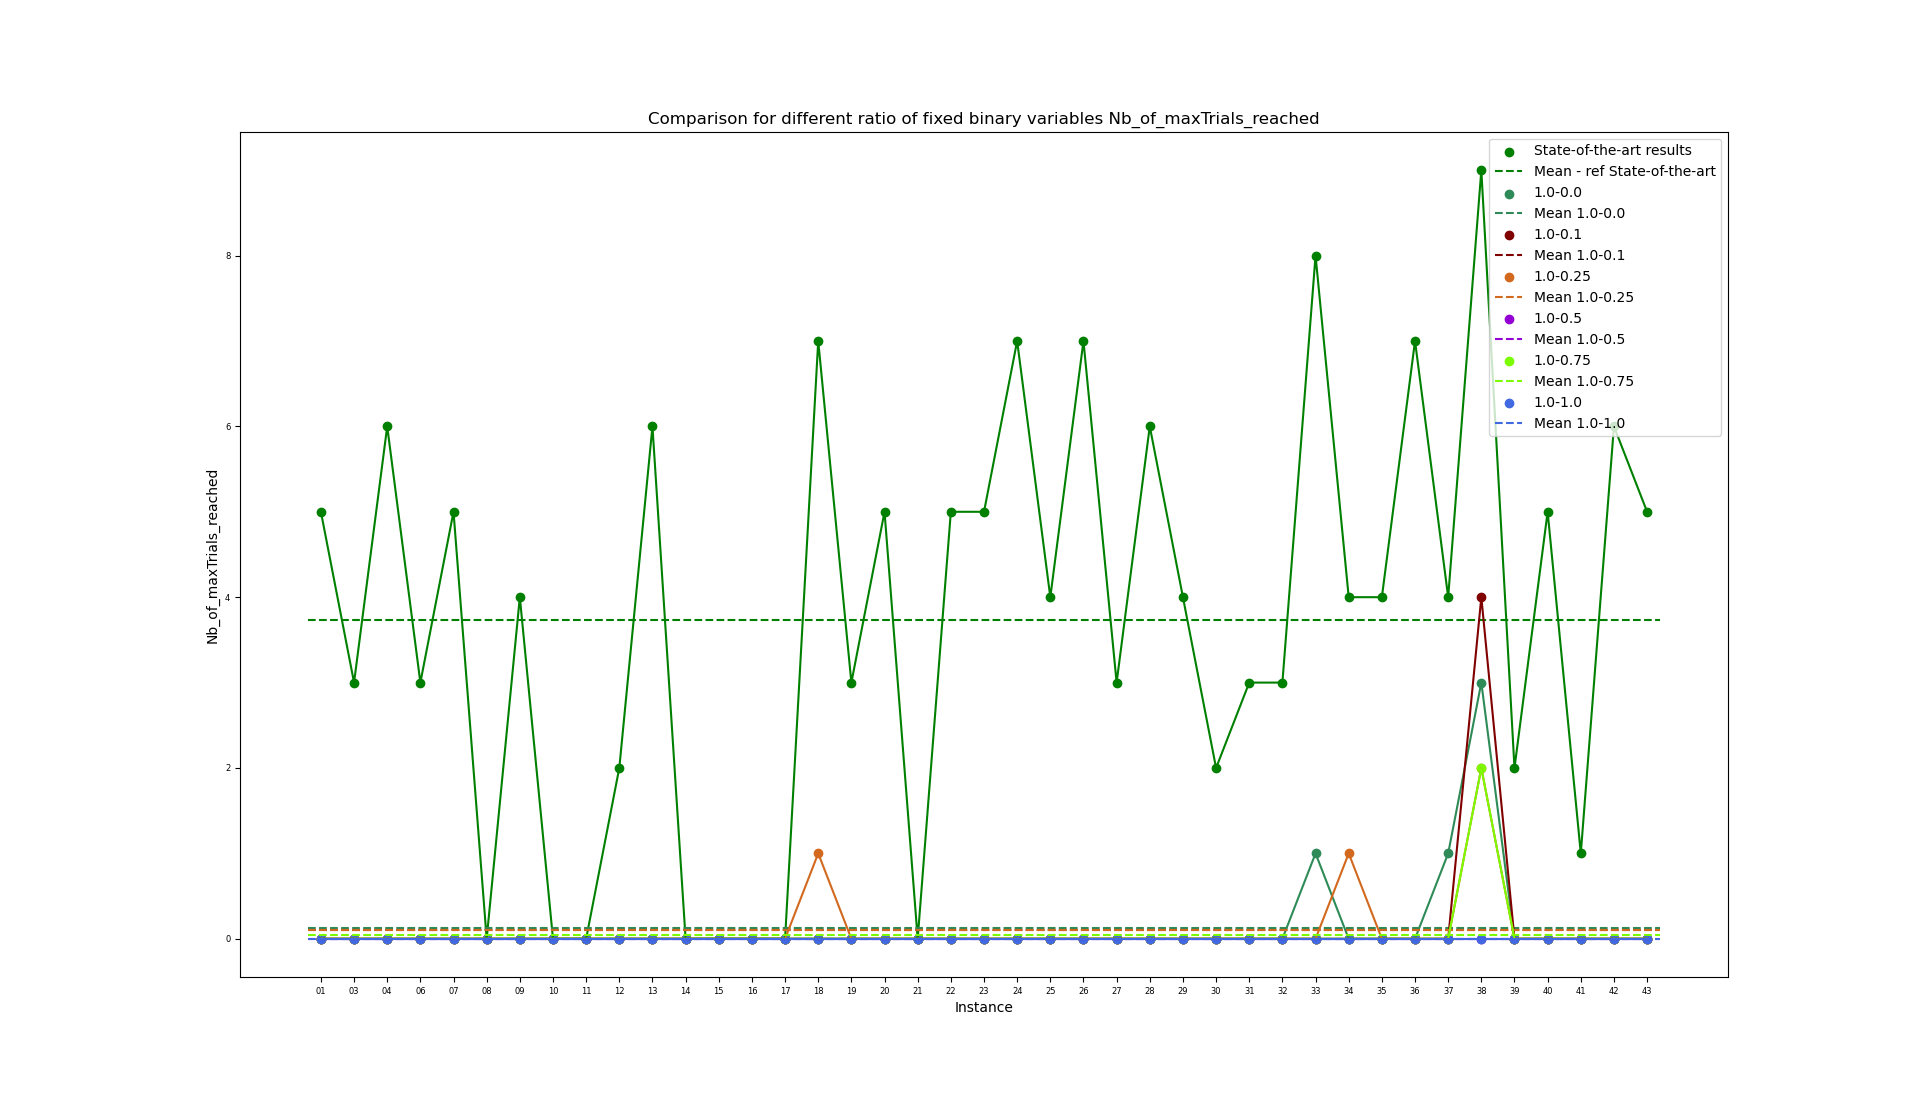 Comparison for different ratio of fixed binary variables Nb_of_maxTrials_reached
State-of-the-art results
Mean - ref State-of-the-art
1.0-0.0
Mean 1.0-0.0
1.0-0.1
Mean 1.0-0.1
1.0-0.25
Mean 1.0-0.25
1.0-0.5
Mean 1.0-0.5
1.0-0.75
Mean 1.0-0.75
1.0-1.0
Mean 1.0-1.0
Nb_of_maxTrials_reached
8
6
4
2
0
01 03 04 06 07 08 09 10 11 12 13 14 15 16 17 18 19 20 21 22 23 24 25 26 27 28 29 30 31 32 33 34 35 36 37 38 39 40 41 42 43
Instance